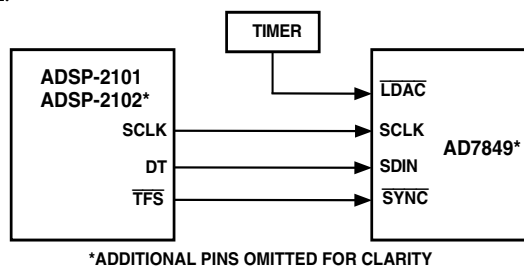 TIMER
ADSP-2101
ADSP-2102*
SCLK
DT
TFS
LDAC
SCLK
SDIN
SYNC
AD7849*
*ADDITIONAL PINS OMITTED FOR CLARITY